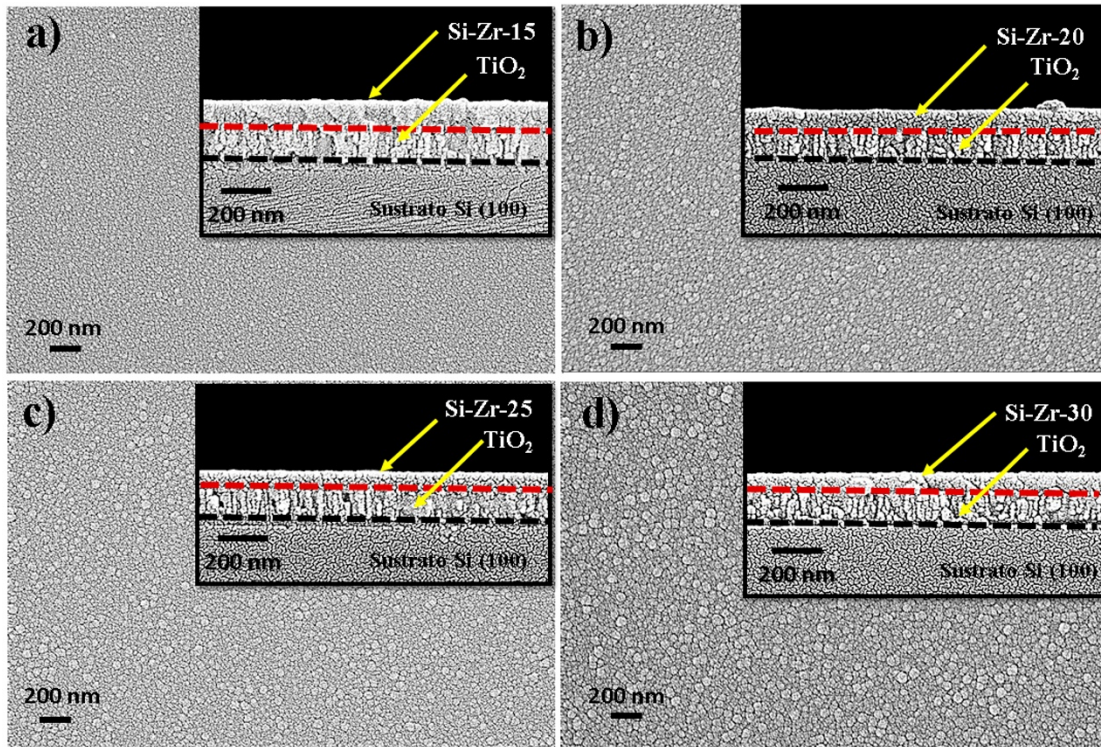 a)
Si-Zr-15
TiO₂
200 nm
Sustrato Si (100)
200 nm
b)
Si-Zr-20
TiO₂
200 nm
Sustrato Si (100)
200 nm
c)
Si-Zr-25
TiO₂
200 nm
Sustrato Si (100)
200 nm
d)
Si-Zr-30
TiO₂
200 nm
Sustrato Si (100)
200 nm